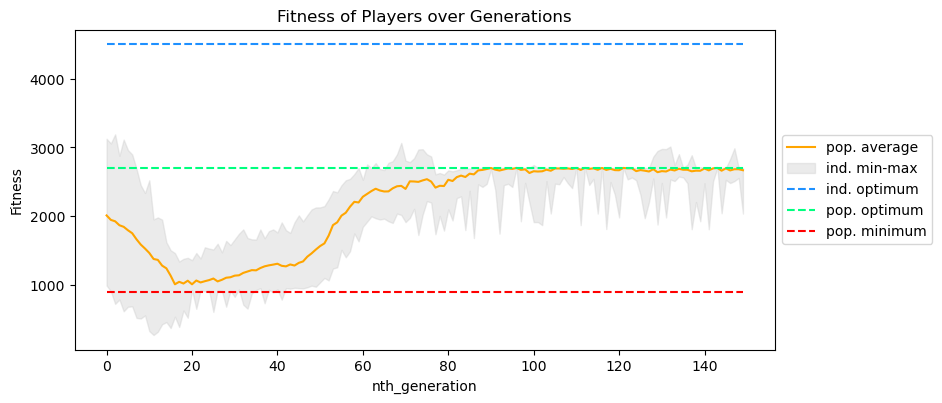 Fitness of Players over Generations
Fitness
4000
3000
2000
1000
0
20
40
60
80
100
120
140
nth_generation
pop. average
ind. min-max
ind. optimum
pop. optimum
pop. minimum